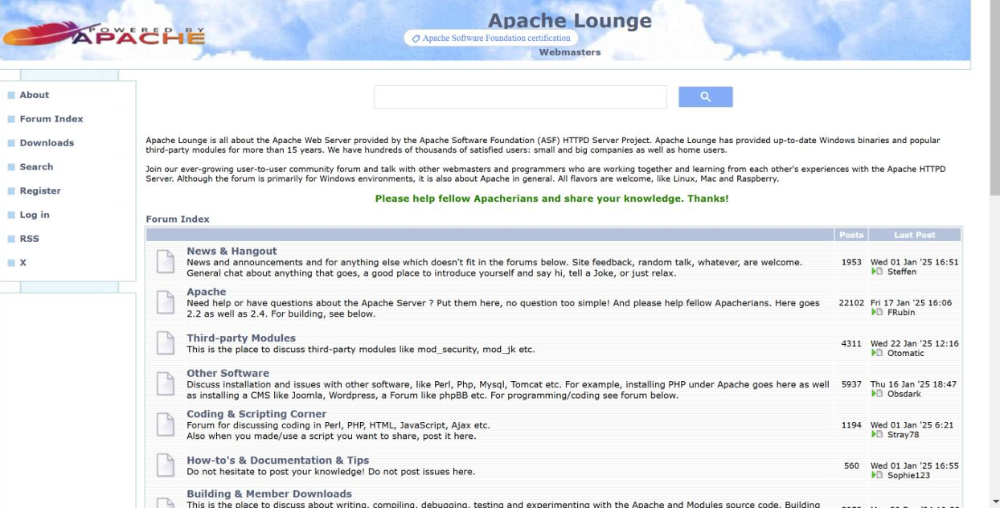 POWERED BY
APACHE
Apache Lounge
Apache Software Foundation certification
Webmasters
About
Forum Index
Downloads
Search
Register
Log in
RSS
X
Apache Lounge is all about the Apache Web Server provided by the Apache Software Foundation (ASF) HTTPD Server Project. Apache Lounge has provided up-to-date Windows binaries and popular
third-party modules for more than 15 years. We have hundreds of thousands of satisfied users: small and big companies as well as home users.
Join our ever-growing user-to-user community forum and talk with other webmasters and programmers who are working together and learning from each other's experiences with the Apache HTTPD
Server. Although the forum is primarily for Windows environments, it is also about Apache in general. All flavors are welcome, like Linux, Mac and Raspberry.
Please help fellow Apacherians and share your knowledge. Thanks!
Forum Index
Posts Last Post
News & Hangout
News and announcements and for anything else which doesn't fit in the forums below. Site feedback, random talk, whatever, are welcome.
General chat about anything that goes, a good place to introduce yourself and say hi, tell a Joke, or just relax.
1953 Wed 01 Jan '25 16:51
Steffen
Apache
Need help or have questions about the Apache Server ? Put them here, no question too simple! And please help fellow Apacherians. Here goes
2.2 as well as 2.4. For building, see below.
22102 Fri 17 Jan '25 16:06
FRubin
Third-party Modules
This is the place to discuss third-party modules like mod_security, mod_jk etc.
4311 Wed 22 Jan '25 12:16
Otomatic
Other Software
Discuss installation and issues with other software, like Perl, Php, Mysql, Tomcat etc. For example, installing PHP under Apache goes here as well
as installing a CMS like Joomla, Wordpress, a Forum like phpBB etc. For programming/coding see forum below.
5937 Thu 16 Jan '25 18:47
Obsdark
Coding & Scripting Corner
Forum for discussing coding in Perl, PHP, HTML, JavaScript, Ajax etc.
Also when you made/use a script you want to share, post it here.
1194 Wed 01 Jan '25 6:21
Stray78
How-to's & Documentation & Tips
Do not hesitate to post your knowledge! Do not post issues here.
560 Wed 01 Jan '25 16:55
Sophie123
Building & Member Downloads
This is the place to discuss about writing, compiling, debugging, testing and experimenting with the Apache and Modules source code. Building